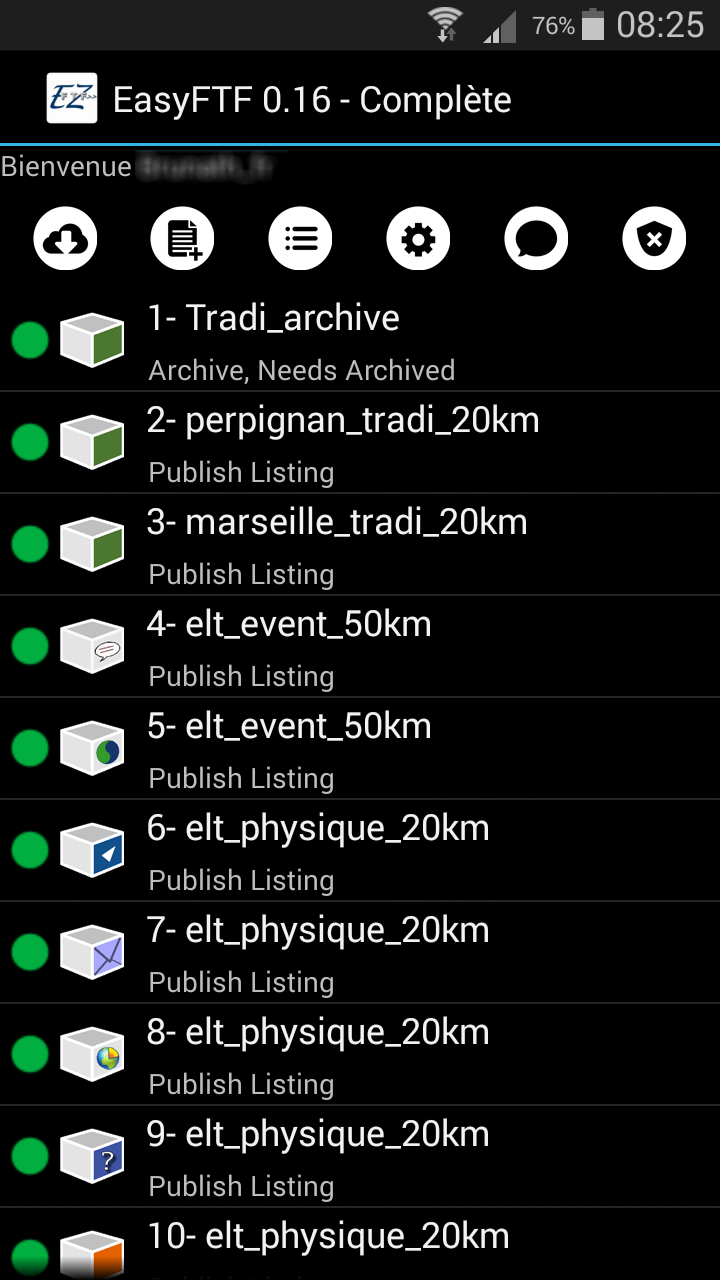 76% 08:25
EZ EasyFTF 0.16 - Complète
Bienvenue
1- Tradi_archive
Archive, Needs Archived
2- perpignan_tradi_20km
Publish Listing
3- marseille_tradi_20km
Publish Listing
4- elt_event_50km
Publish Listing
5- elt_event_50km
Publish Listing
6- elt_physique_20km
Publish Listing
7- elt_physique_20km
Publish Listing
8- elt_physique_20km
Publish Listing
?
9- elt_physique_20km
Publish Listing
10- elt_physique_20km